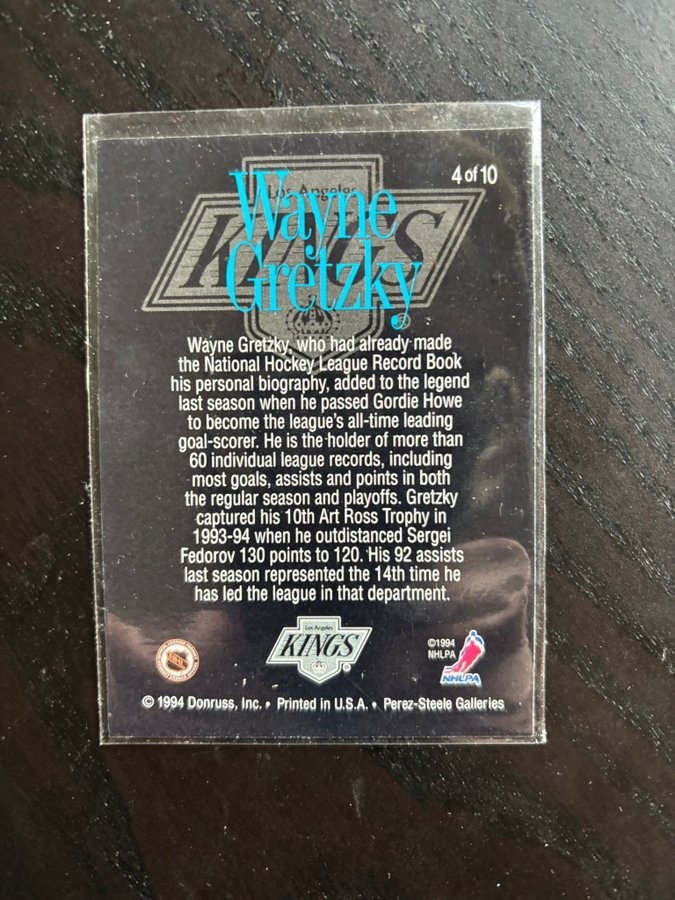 4 of 10
Los Angeles
KINGS
Wayne
Gretzky
®
Wayne Gretzky, who had already made
the National Hockey League Record Book
his personal biography, added to the legend
last season when he passed Gordie Howe
to become the league's all-time leading
goal-scorer. He is the holder of more than
60 individual league records, including
most goals, assists and points in both
the regular season and playoffs. Gretzky
captured his 10th Art Ross Trophy in
1993-94 when he outdistanced Sergei
Fedorov 130 points to 120. His 92 assists
last season represented the 14th time he
has led the league in that department.
Los Angeles
KINGS
®
NHL
©1994
NHLPA
NHLPA
© 1994 Donruss, Inc. • Printed in U.S.A. • Perez-Steele Galleries